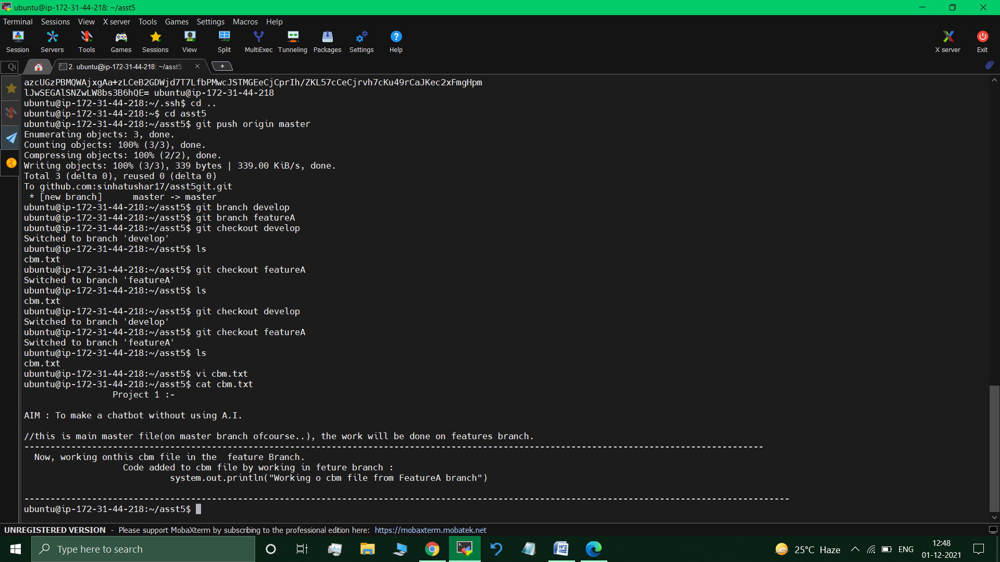 ubuntu@ip-172-31-44-218: ~/asst5
Terminal Sessions View X server Tools Games Settings Macros Help
Session Servers Tools Games Sessions View Split MultiExec Tunneling Packages Settings Help X server Exit
2. ubuntu@ip-172-31-44-218: ~/asst5
azcUGzPBMQWAjxgAa+zLCeB2GDWjd7T7LfbPMwcJSTMGEeCjCprIh/ZKL57cCeCjrvh7cKu49rCaJKec2xFmgHpm
lJwSEGAlSNZwLW8bs3B6hQE= ubuntu@ip-172-31-44-218
ubuntu@ip-172-31-44-218:~/.ssh$ cd ..
ubuntu@ip-172-31-44-218:~$ cd asst5
ubuntu@ip-172-31-44-218:~/asst5$ git push origin master
Enumerating objects: 3, done.
Counting objects: 100% (3/3), done.
Compressing objects: 100% (2/2), done.
Writing objects: 100% (3/3), 339 bytes | 339.00 KiB/s, done.
Total 3 (delta 0), reused 0 (delta 0)
To github.com:sinhatushar17/asst5git.git
 * [new branch]      master -> master
ubuntu@ip-172-31-44-218:~/asst5$ git branch develop
ubuntu@ip-172-31-44-218:~/asst5$ git branch featureA
ubuntu@ip-172-31-44-218:~/asst5$ git checkout develop
Switched to branch 'develop'
ubuntu@ip-172-31-44-218:~/asst5$ ls
cbm.txt
ubuntu@ip-172-31-44-218:~/asst5$ git checkout featureA
Switched to branch 'featureA'
ubuntu@ip-172-31-44-218:~/asst5$ ls
cbm.txt
ubuntu@ip-172-31-44-218:~/asst5$ git checkout develop
Switched to branch 'develop'
ubuntu@ip-172-31-44-218:~/asst5$ git checkout featureA
Switched to branch 'featureA'
ubuntu@ip-172-31-44-218:~/asst5$ ls
cbm.txt
ubuntu@ip-172-31-44-218:~/asst5$ vi cbm.txt
ubuntu@ip-172-31-44-218:~/asst5$ cat cbm.txt
Project 1 :-
AIM : To make a chatbot without using A.I.
//this is main master file(on master branch ofcourse..), the work will be done on features branch.
---------------------------------------------------------------------------------------------------------------------------------------------
Now, working onthis cbm file in the  feature Branch.
Code added to cbm file by working in feture branch :
system.out.println("Working o cbm file from FeatureA branch")
---------------------------------------------------------------------------------------------------------------------------------------------------
ubuntu@ip-172-31-44-218:~/asst5$
UNREGISTERED VERSION - Please support MobaXterm by subscribing to the professional edition here: https://mobaxterm.mobatek.net
Type here to search
25°C Haze
ENG
12:48
01-12-2021